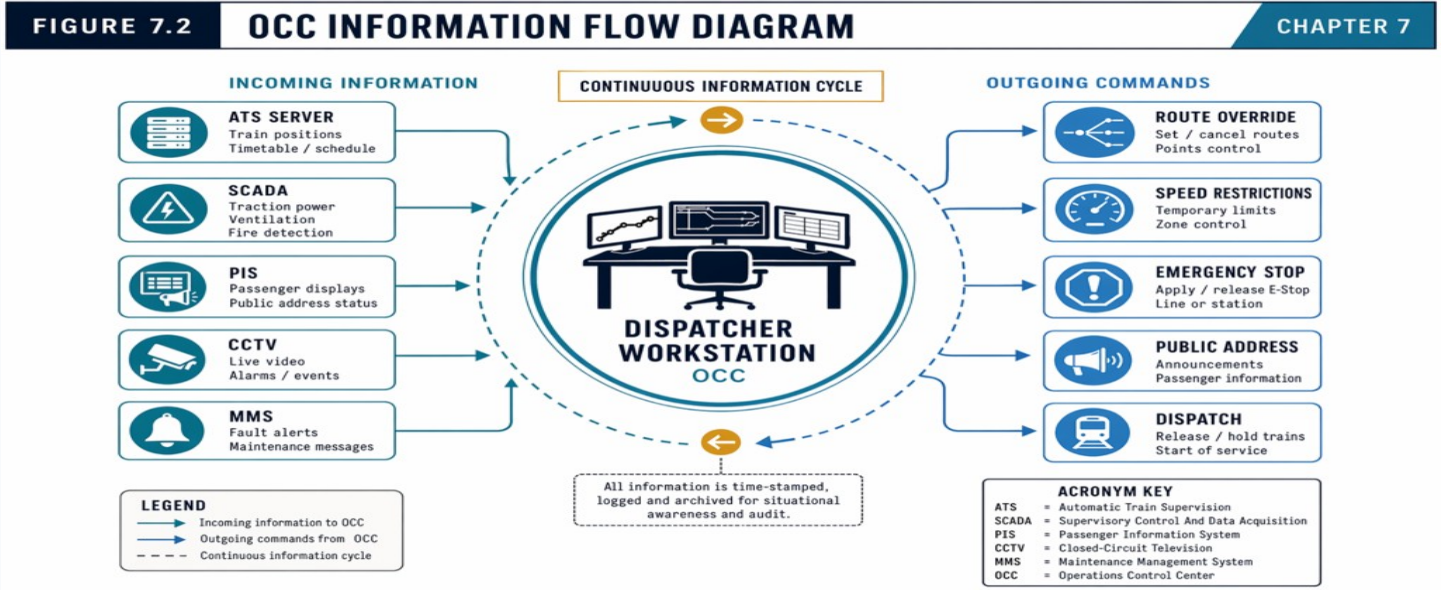 FIGURE 7.2
OCC INFORMATION FLOW DIAGRAM
CHAPTER 7
INCOMING INFORMATION
ATS SERVER
Train positions
Timetable / schedule
SCADA
Traction power
Ventilation
Fire detection
PIS
Passenger displays
Public address status
CCTV
Live video
Alarms / events
MMS
Fault alerts
Maintenance messages
CONTINUUOUS INFORMATION CYCLE
DISPATCHER
WORKSTATION
OCC
All information is time-stamped,
logged and archived for situational
awareness and audit.
OUTGOING COMMANDS
ROUTE OVERRIDE
Set / cancel routes
Points control
SPEED RESTRICTIONS
Temporary limits
Zone control
EMERGENCY STOP
Apply / release E-Stop
Line or station
PUBLIC ADDRESS
Announcements
Passenger information
DISPATCH
Release / hold trains
Start of service
LEGEND
Incoming information to OCC
Outgoing commands from OCC
Continuous information cycle
ACRONYM KEY
ATS = Automatic Train Supervision
SCADA = Supervisory Control And Data Acquisition
PIS = Passenger Information System
CCTV = Closed-Circuit Television
MMS = Maintenance Management System
OCC = Operations Control Center